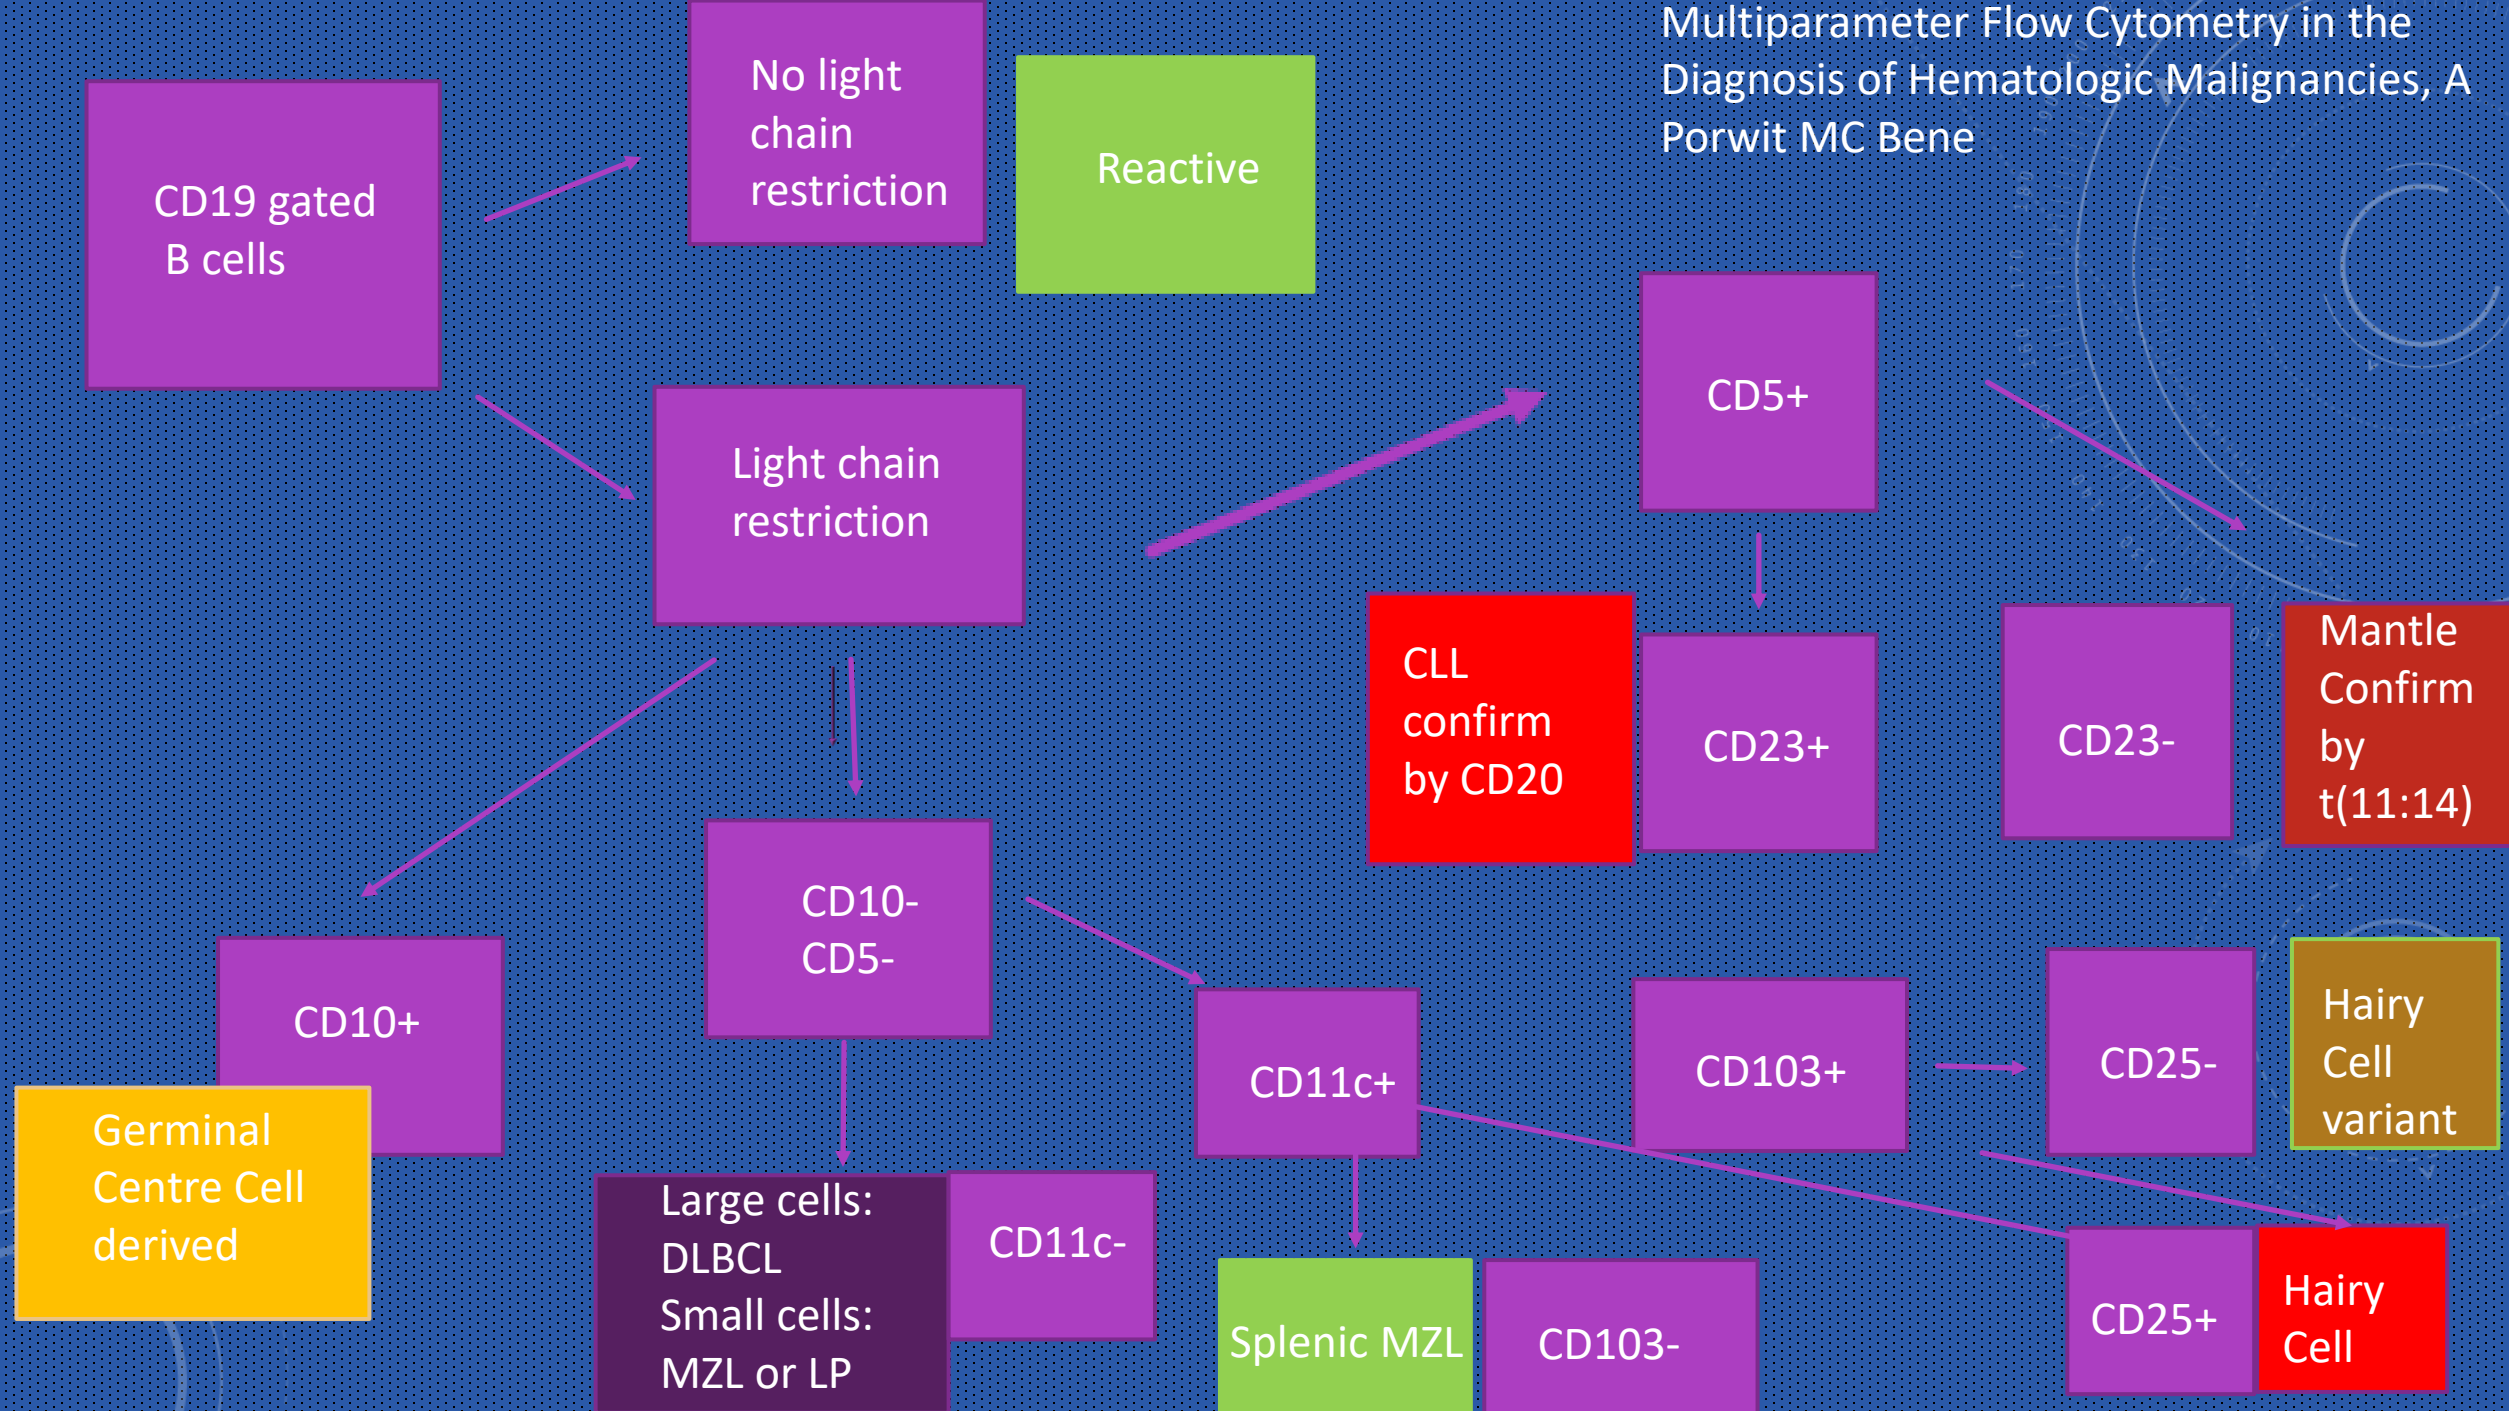 Multiparameter Flow Cytometry in the
Diagnosis of Hematologic Malignancies, A
Porwit MC Bene
No light
chain
restriction
Reactive
CD19 gated
B cells
Light chain
restriction
CD5+
CLL
confirm
by CD20
CD23+
CD23-
Mantle
Confirm
by
t(11:14)
CD10-
CD5-
CD10+
Germinal
Centre Cell
derived
CD11c+
CD103+
CD25-
Hairy
Cell
variant
Large cells:
DLBCL
Small cells:
MZL or LP
CD11c-
Splenic MZL
CD103-
CD25+
Hairy
Cell